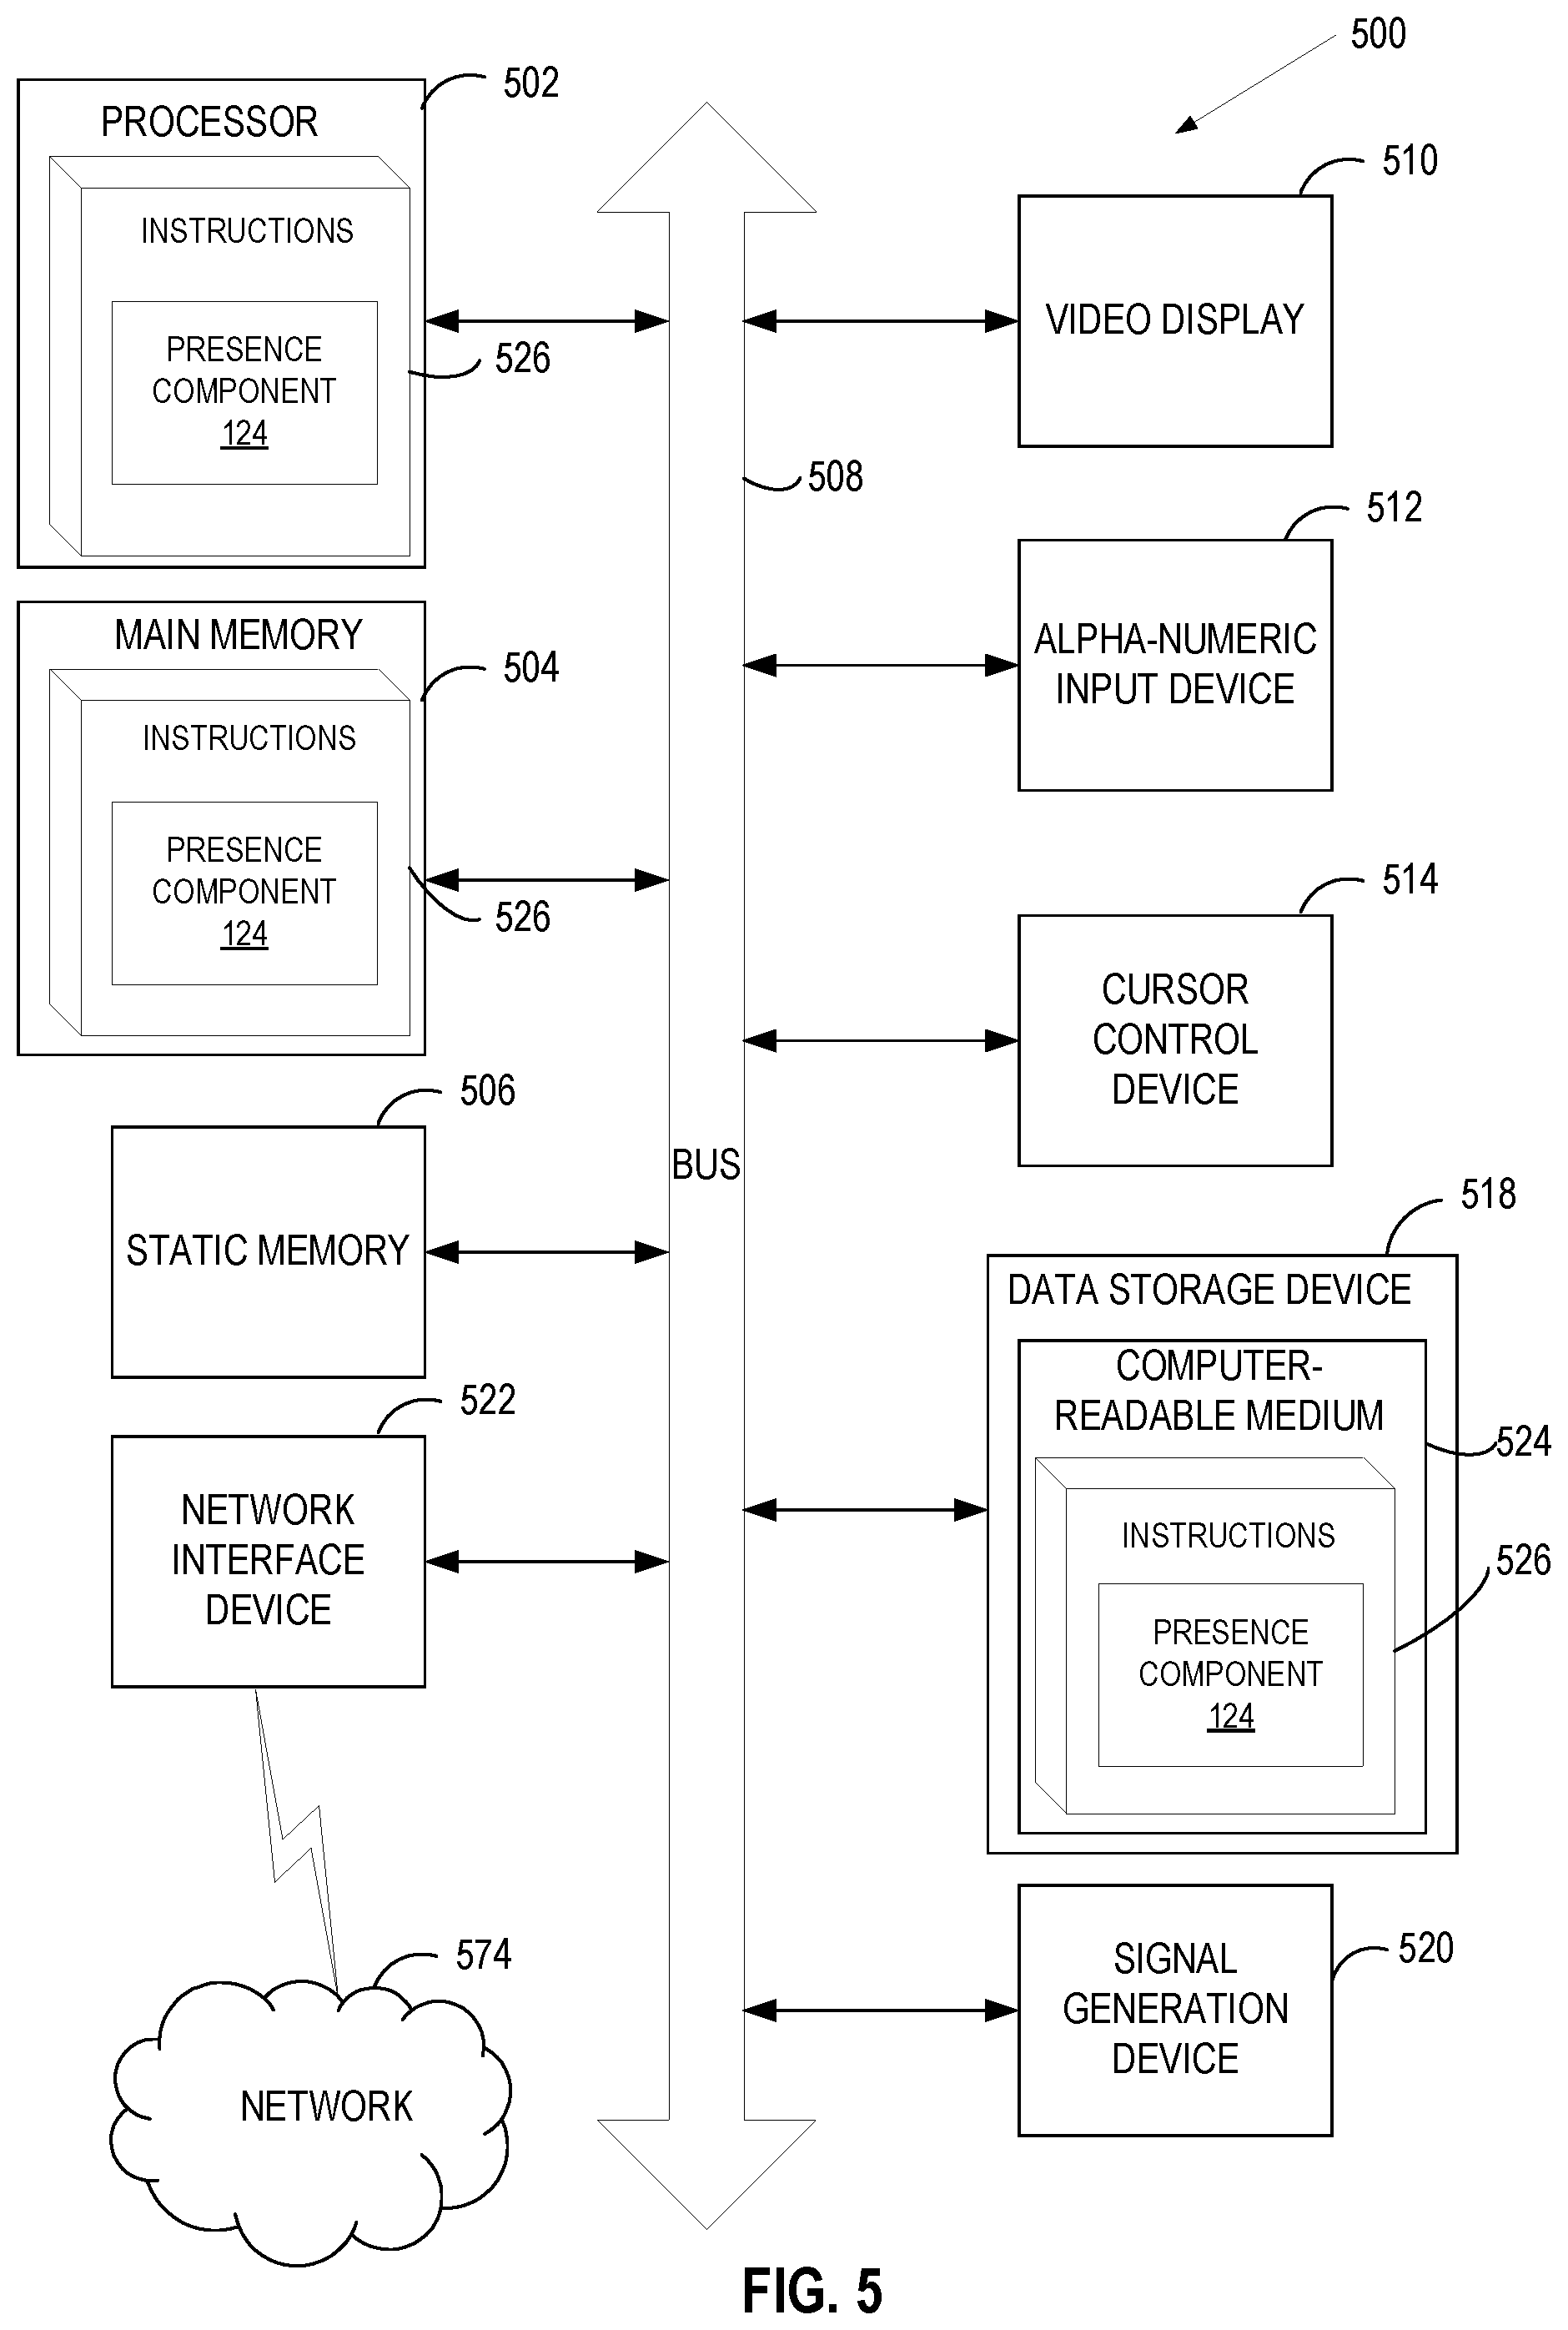 500
502
PROCESSOR
INSTRUCTIONS
PRESENCE
COMPONENT
124
526
MAIN MEMORY
504
INSTRUCTIONS
PRESENCE
COMPONENT
124
526
506
STATIC MEMORY
522
NETWORK
INTERFACE
DEVICE
574
NETWORK
508
BUS
510
VIDEO DISPLAY
512
ALPHA-NUMERIC
INPUT DEVICE
514
CURSOR
CONTROL
DEVICE
518
DATA STORAGE DEVICE
COMPUTER-
READABLE MEDIUM
524
INSTRUCTIONS
526
PRESENCE
COMPONENT
124
520
SIGNAL
GENERATION
DEVICE
FIG. 5